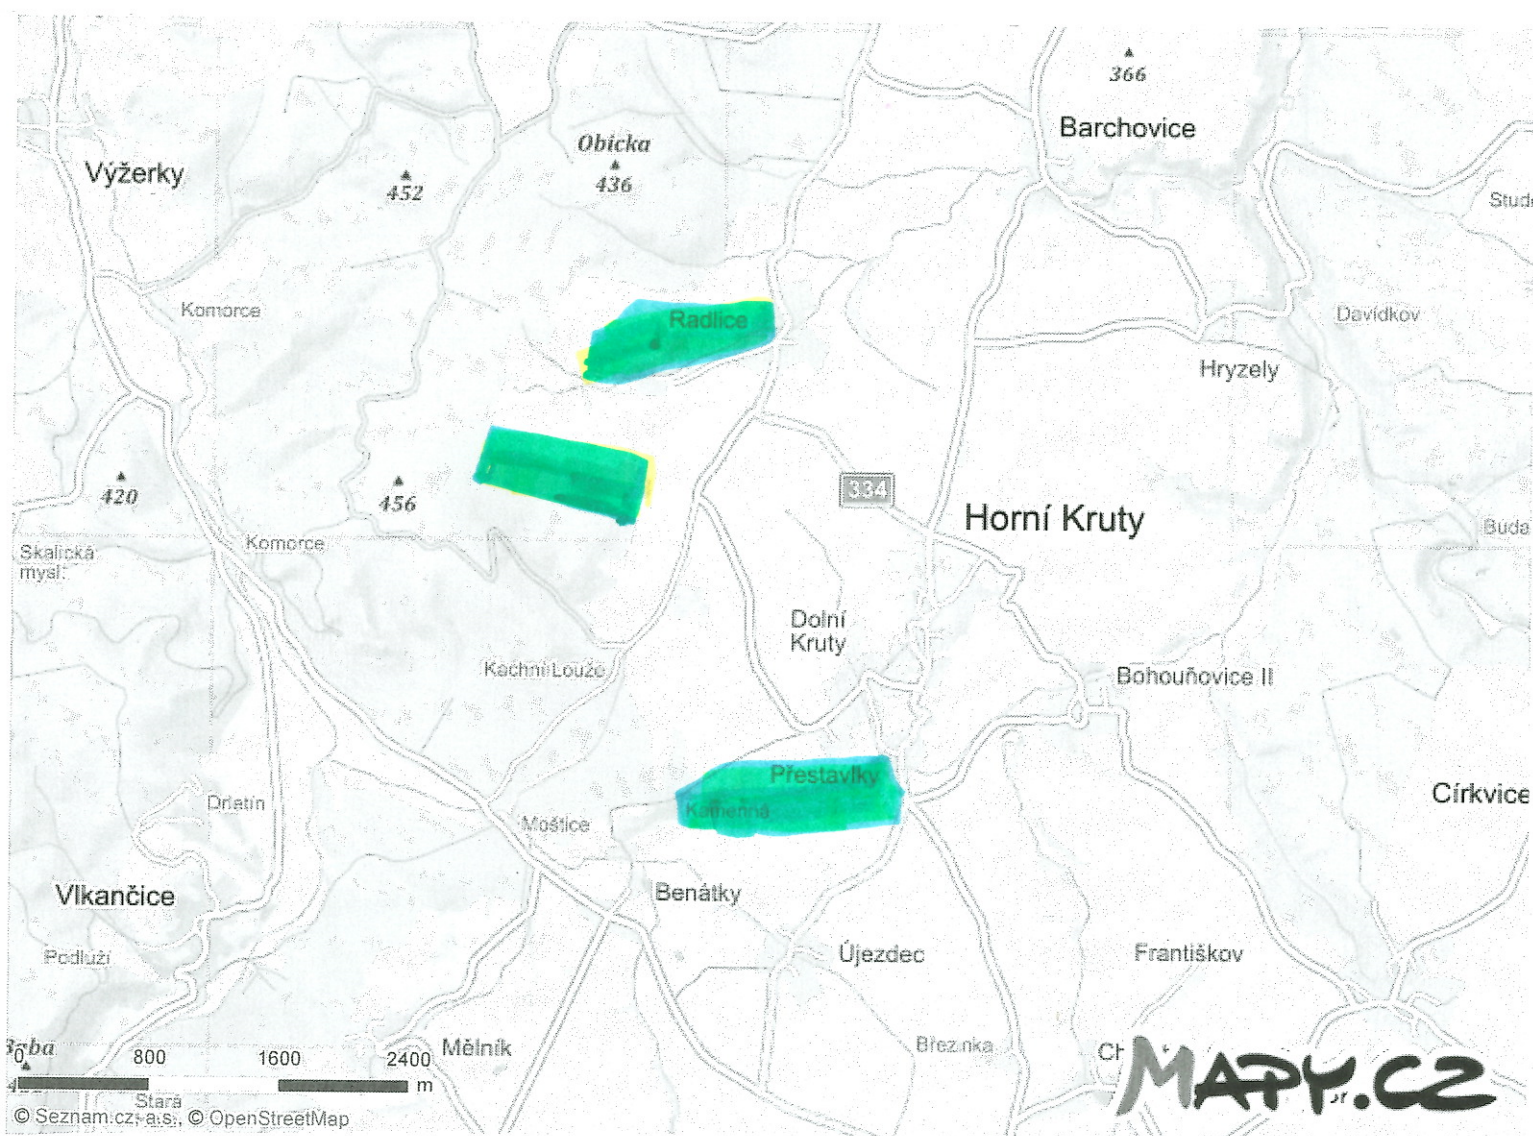 366
Barchovice
Obicka
436
Výžerky
452
Studi
Komorce
Radlice
Davídkov
Hryzely
420
456
334
Horní Kruty
Buda
Skalická
mysl.
Komorce
Dolní
Kruty
Kachní Louže
Bohouňovice II
Přestavlky
Kamenná
Církvice
Drletín
Moštice
Vlkančice
Benátky
Podluží
Újezdec
Františkov
Mělník
Březinka
0 800 1600 2400 m
Stará
© Seznam.cz, a.s., © OpenStreetMap
MAPY.CZ